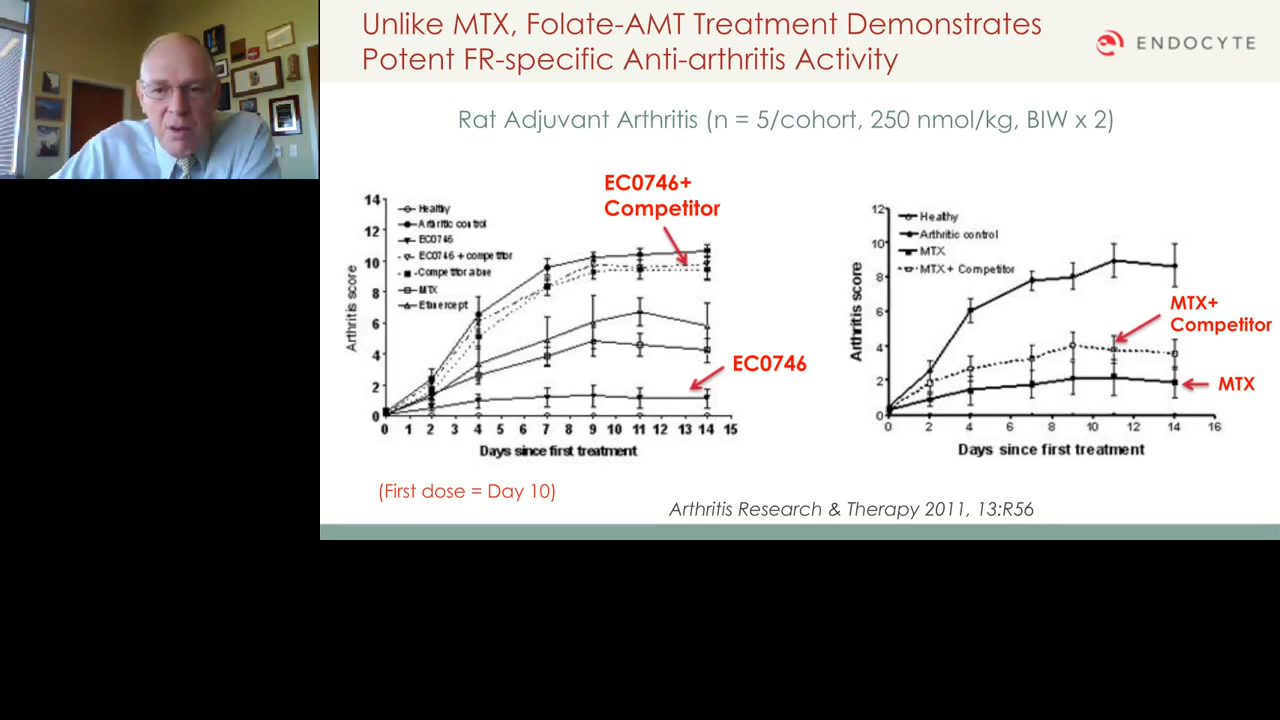 Unlike MTX, Folate-AMT Treatment Demonstrates
Potent FR-specific Anti-arthritis Activity
ENDOCYTE
Rat Adjuvant Arthritis (n = 5/cohort, 250 nmol/kg, BIW x 2)
EC0746+
Competitor
14
12
10
8
6
4
2
0
Arthritis score
Healthy
Arthritic control
EC0746
EC0746 + competitor
Competitor alone
MTX
Etanercept
EC0746
0 1 2 3 4 5 6 7 8 9 10 11 12 13 14 15
Days since first treatment
(First dose = Day 10)
12
10
8
6
4
2
0
Arthritis score
Healthy
Arthritic control
MTX
MTX + Competitor
MTX+
Competitor
MTX
0 2 4 6 8 10 12 14 16
Days since first treatment
Arthritis Research & Therapy 2011, 13:R56